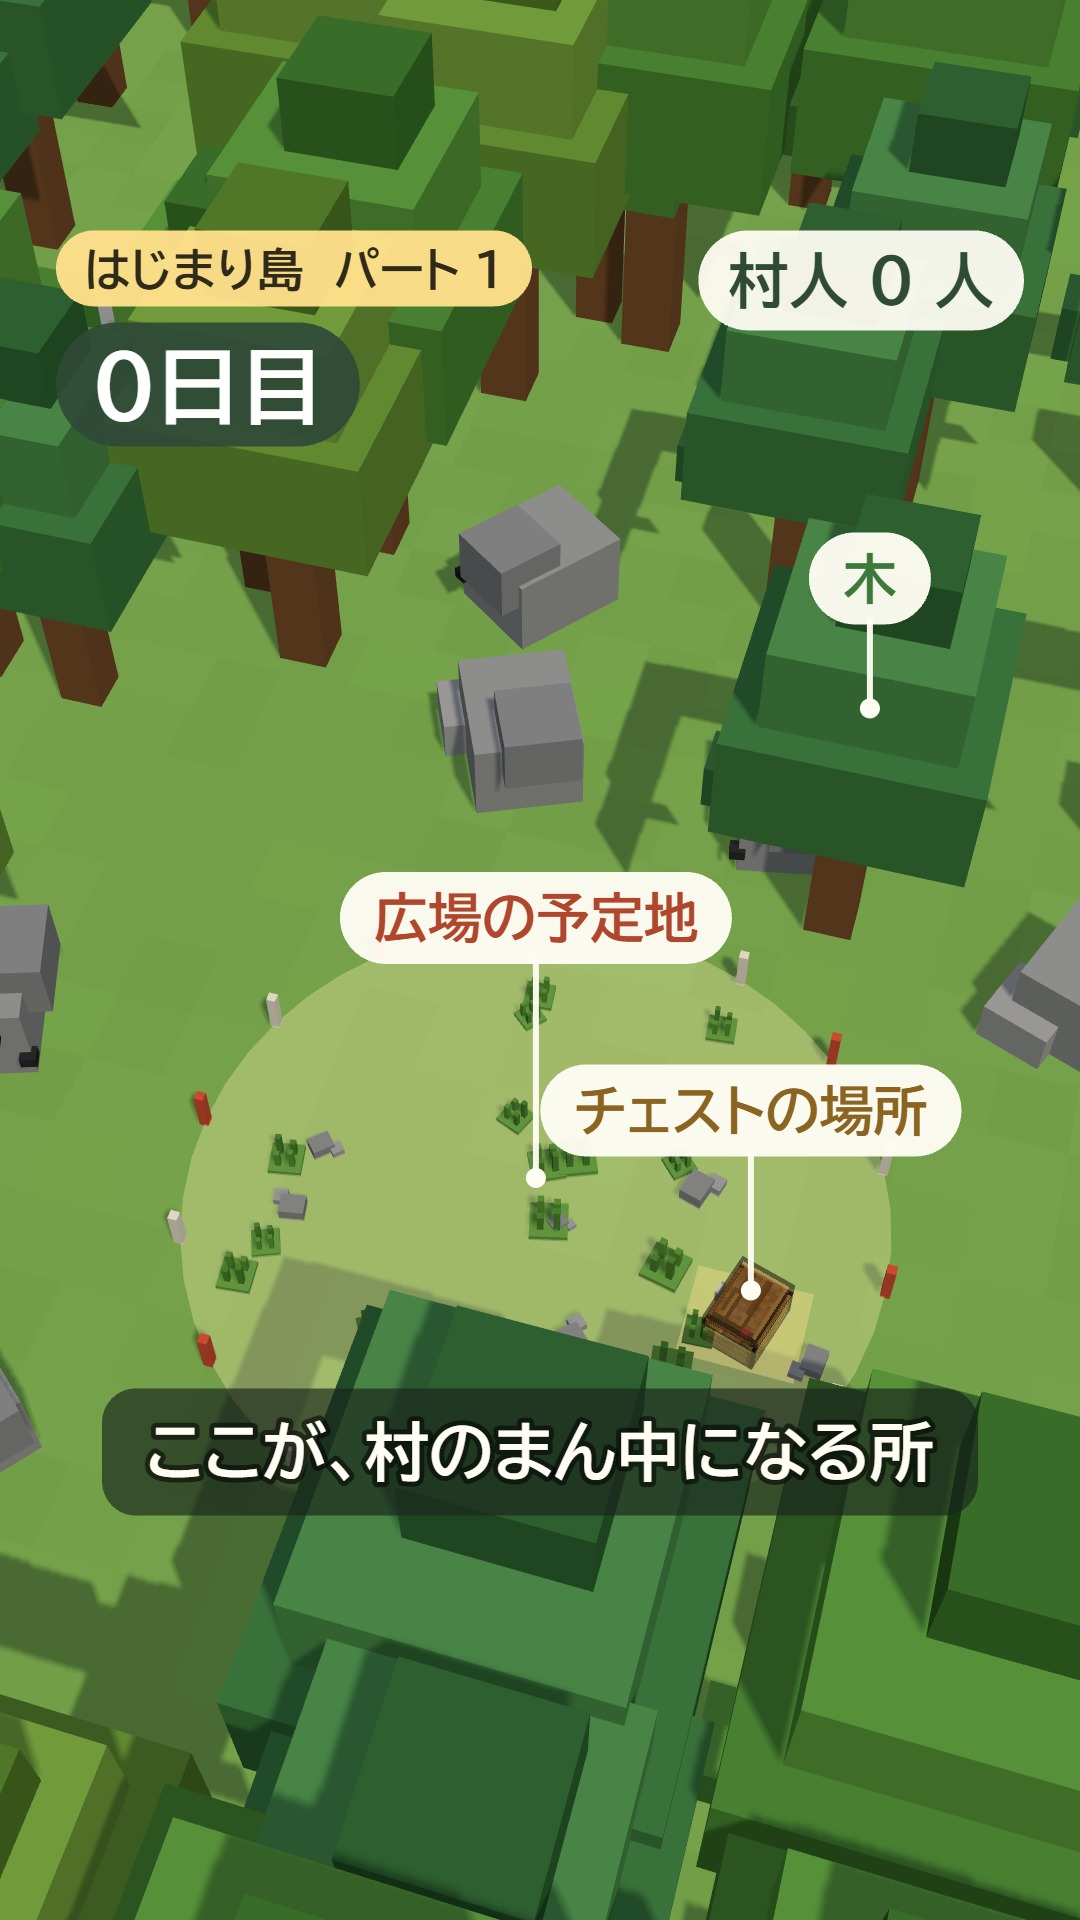 はじまり島 パート 1
村人 0 人
0日目
木
広場の予定地
チェストの場所
ここが、村のまん中になる所